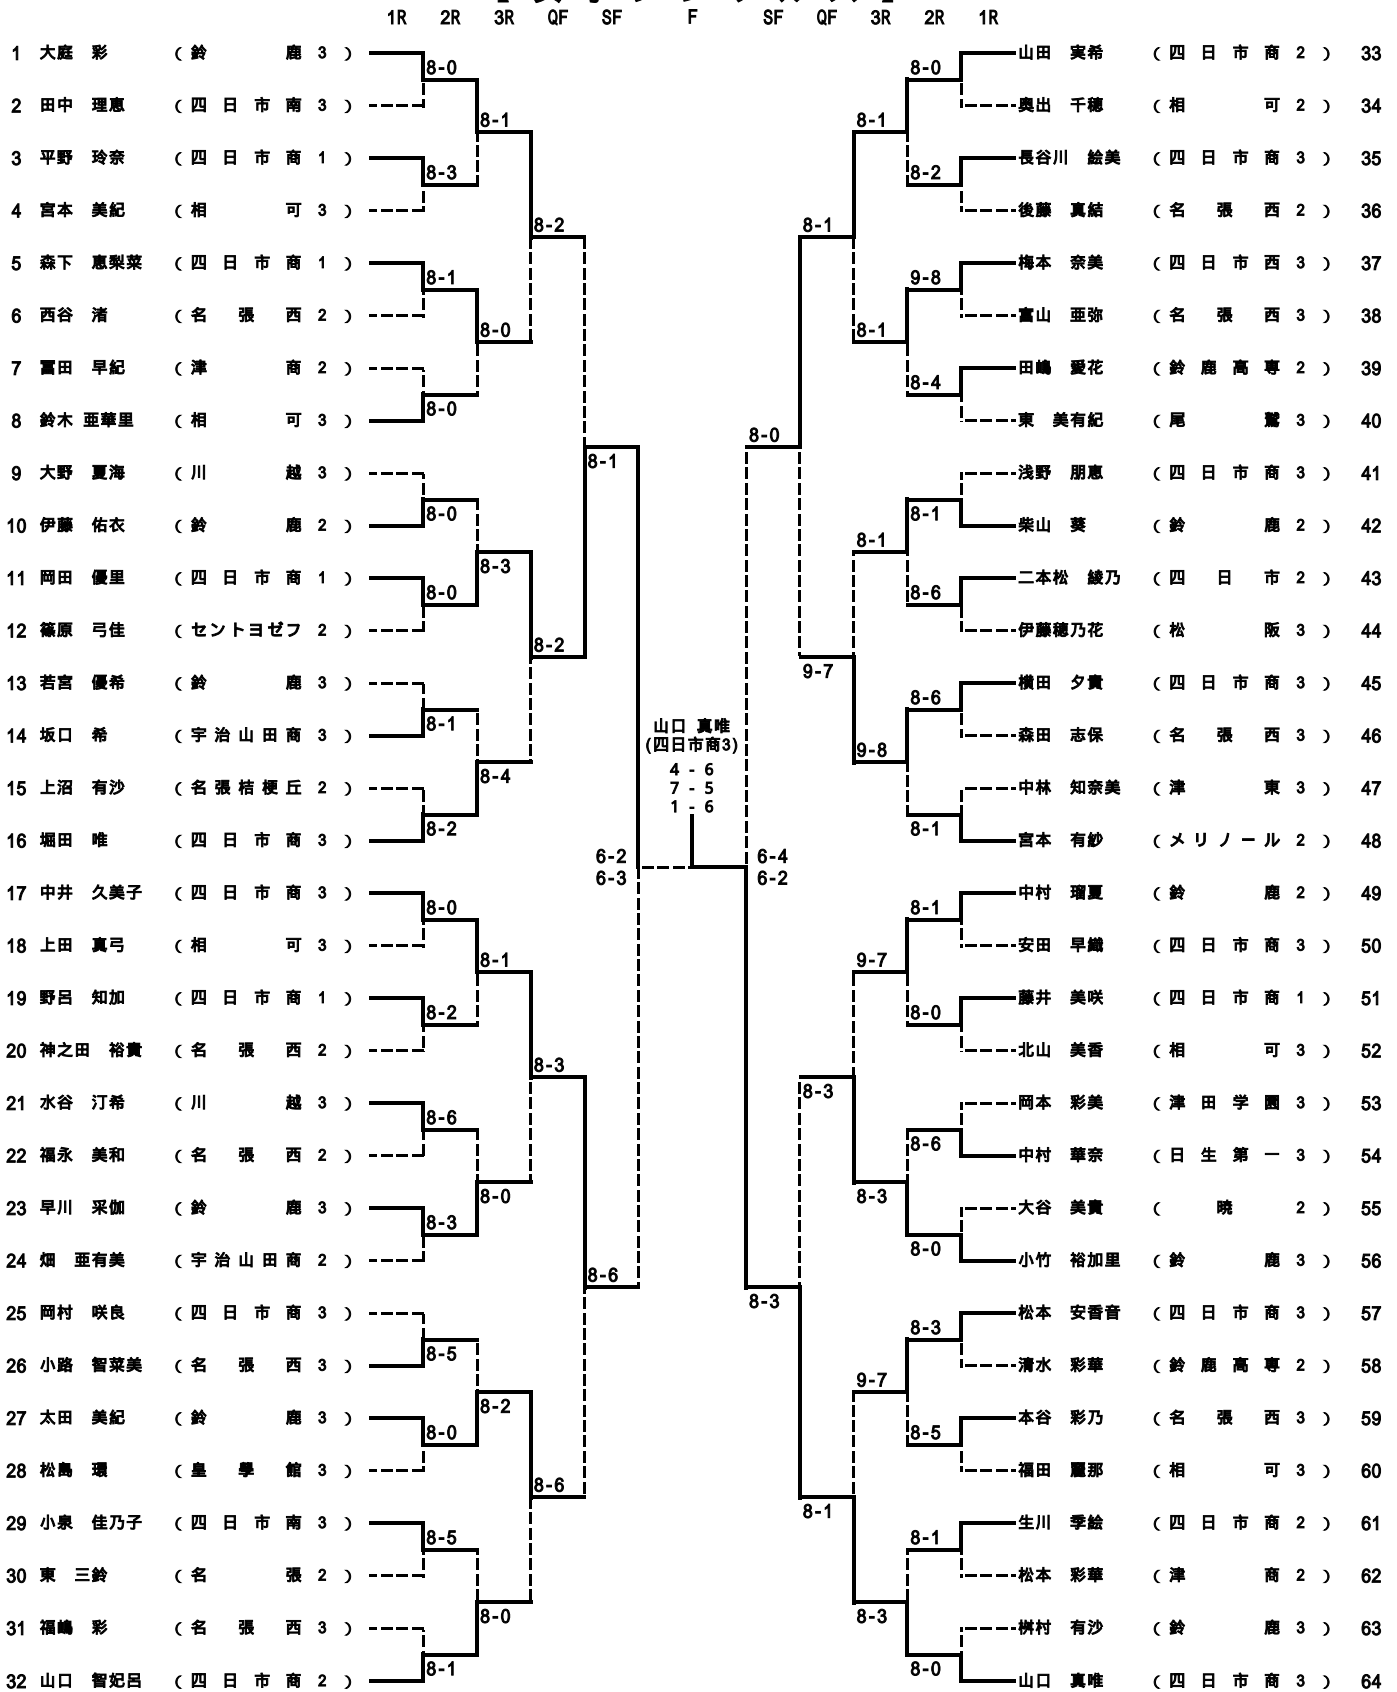 1R 2R 3R QF SF F SF QF 3R 2R 1R
1 大庭 彩 (鈴鹿 3) 山田 実希 (四日市商 2) 33
8-0 8-0
2 田中 理恵 (四日市南 3) 奥出 千穂 (相可 2) 34
8-1 8-1
3 平野 玲奈 (四日市商 1) 長谷川 絵美 (四日市商 3) 35
8-3 8-2
4 宮本 美紀 (相可 3) 後藤 真結 (名張西 2) 36
8-2 8-1
5 森下 恵梨菜 (四日市商 1) 梅本 奈美 (四日市西 3) 37
8-1 9-8
6 西谷 渚 (名張西 2) 富山 亜弥 (名張西 3) 38
8-0 8-1
7 冨田 早紀 (津商 2) 田嶋 愛花 (鈴鹿高専 2) 39
8-0 8-4
8 鈴木 亜華里 (相可 3) 東 美有紀 (尾鷲 3) 40
8-1 8-0
9 大野 夏海 (川越 3) 浅野 朋恵 (四日市商 3) 41
8-0 8-1
10 伊藤 佑衣 (鈴鹿 2) 柴山 葵 (鈴鹿 2) 42
8-3 8-1
11 岡田 優里 (四日市商 1) 二本松 綾乃 (四日市 2) 43
8-0 8-6
12 篠原 弓佳 (セントヨゼフ 2) 伊藤穂乃花 (松阪 3) 44
8-2 9-7
13 若宮 優希 (鈴鹿 3) 横田 夕貴 (四日市商 3) 45
8-1 8-6
14 坂口 希 (宇治山田商 3) 森田 志保 (名張西 3) 46
8-4 9-8
15 上沼 有沙 (名張桔梗丘 2) 中林 知奈美 (津東 3) 47
8-2 8-1
16 堀田 唯 (四日市商 3) 宮本 有紗 (メリノール 2) 48
山口 真唯
(四日市商3)
4 - 6
7 - 5
1 - 6
6-2 6-4
6-3 6-2
17 中井 久美子 (四日市商 3) 中村 瑠夏 (鈴鹿 2) 49
8-0 8-1
18 上田 真弓 (相可 3) 安田 早織 (四日市商 3) 50
8-1 9-7
19 野呂 知加 (四日市商 1) 藤井 美咲 (四日市商 1) 51
8-2 8-0
20 神之田 裕貴 (名張西 2) 北山 美香 (相可 3) 52
8-3 8-3
21 水谷 汀希 (川越 3) 岡本 彩美 (津田学園 3) 53
8-6 8-6
22 福永 美和 (名張西 2) 中村 華奈 (日生第一 3) 54
8-0 8-3
23 早川 采伽 (鈴鹿 3) 大谷 美貴 (暁 2) 55
8-3 8-0
24 畑 亜有美 (宇治山田商 2) 小竹 裕加里 (鈴鹿 3) 56
8-6 8-3
25 岡村 咲良 (四日市商 3) 松本 安香音 (四日市商 3) 57
8-5 8-3
26 小路 智菜美 (名張西 3) 清水 彩華 (鈴鹿高専 2) 58
8-2 9-7
27 太田 美紀 (鈴鹿 3) 本谷 彩乃 (名張西 3) 59
8-0 8-5
28 松島 環 (皇學館 3) 福田 麗那 (相可 3) 60
8-6 8-1
29 小泉 佳乃子 (四日市南 3) 生川 季絵 (四日市商 2) 61
8-5 8-1
30 東 三鈴 (名張 2) 松本 彩華 (津商 2) 62
8-0 8-3
31 福嶋 彩 (名張西 3) 桝村 有沙 (鈴鹿 3) 63
8-1 8-0
32 山口 智妃呂 (四日市商 2) 山口 真唯 (四日市商 3) 64